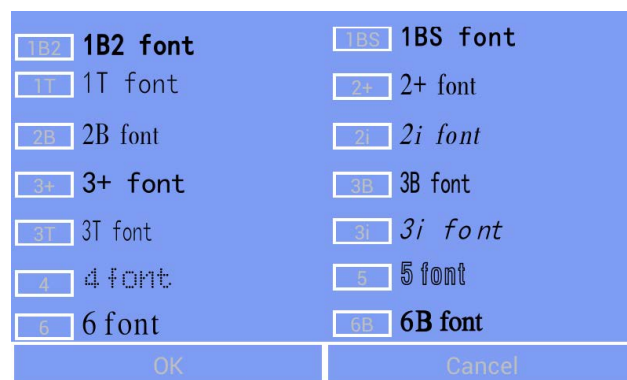 1B2 1B2 font 1BS 1BS font
1T 1T font 2+ 2+ font
2B 2B font 2i 2i font
3+ 3+ font 3B 3B font
3T 3T font 3i 3i font
4 4 font 5 5 font
6 6 font 6B 6B font
OK Cancel